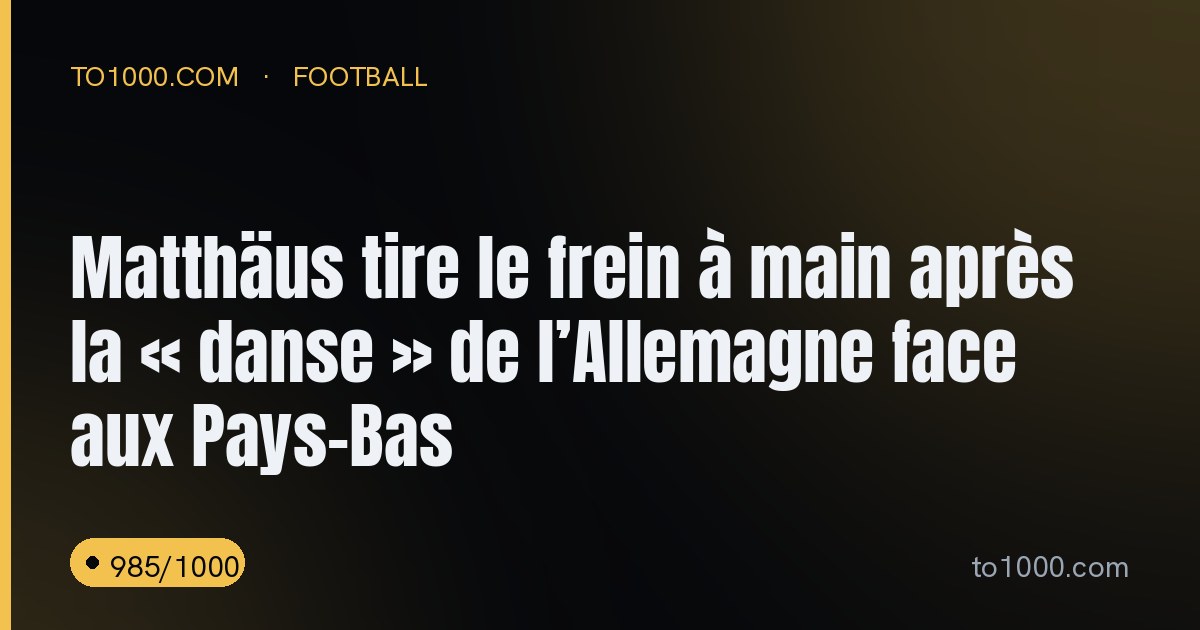 TO1000.COM · FOOTBALL
Matthäus tire le frein à main après
la « danse » de l’Allemagne face
aux Pays-Bas
985/1000
to1000.com